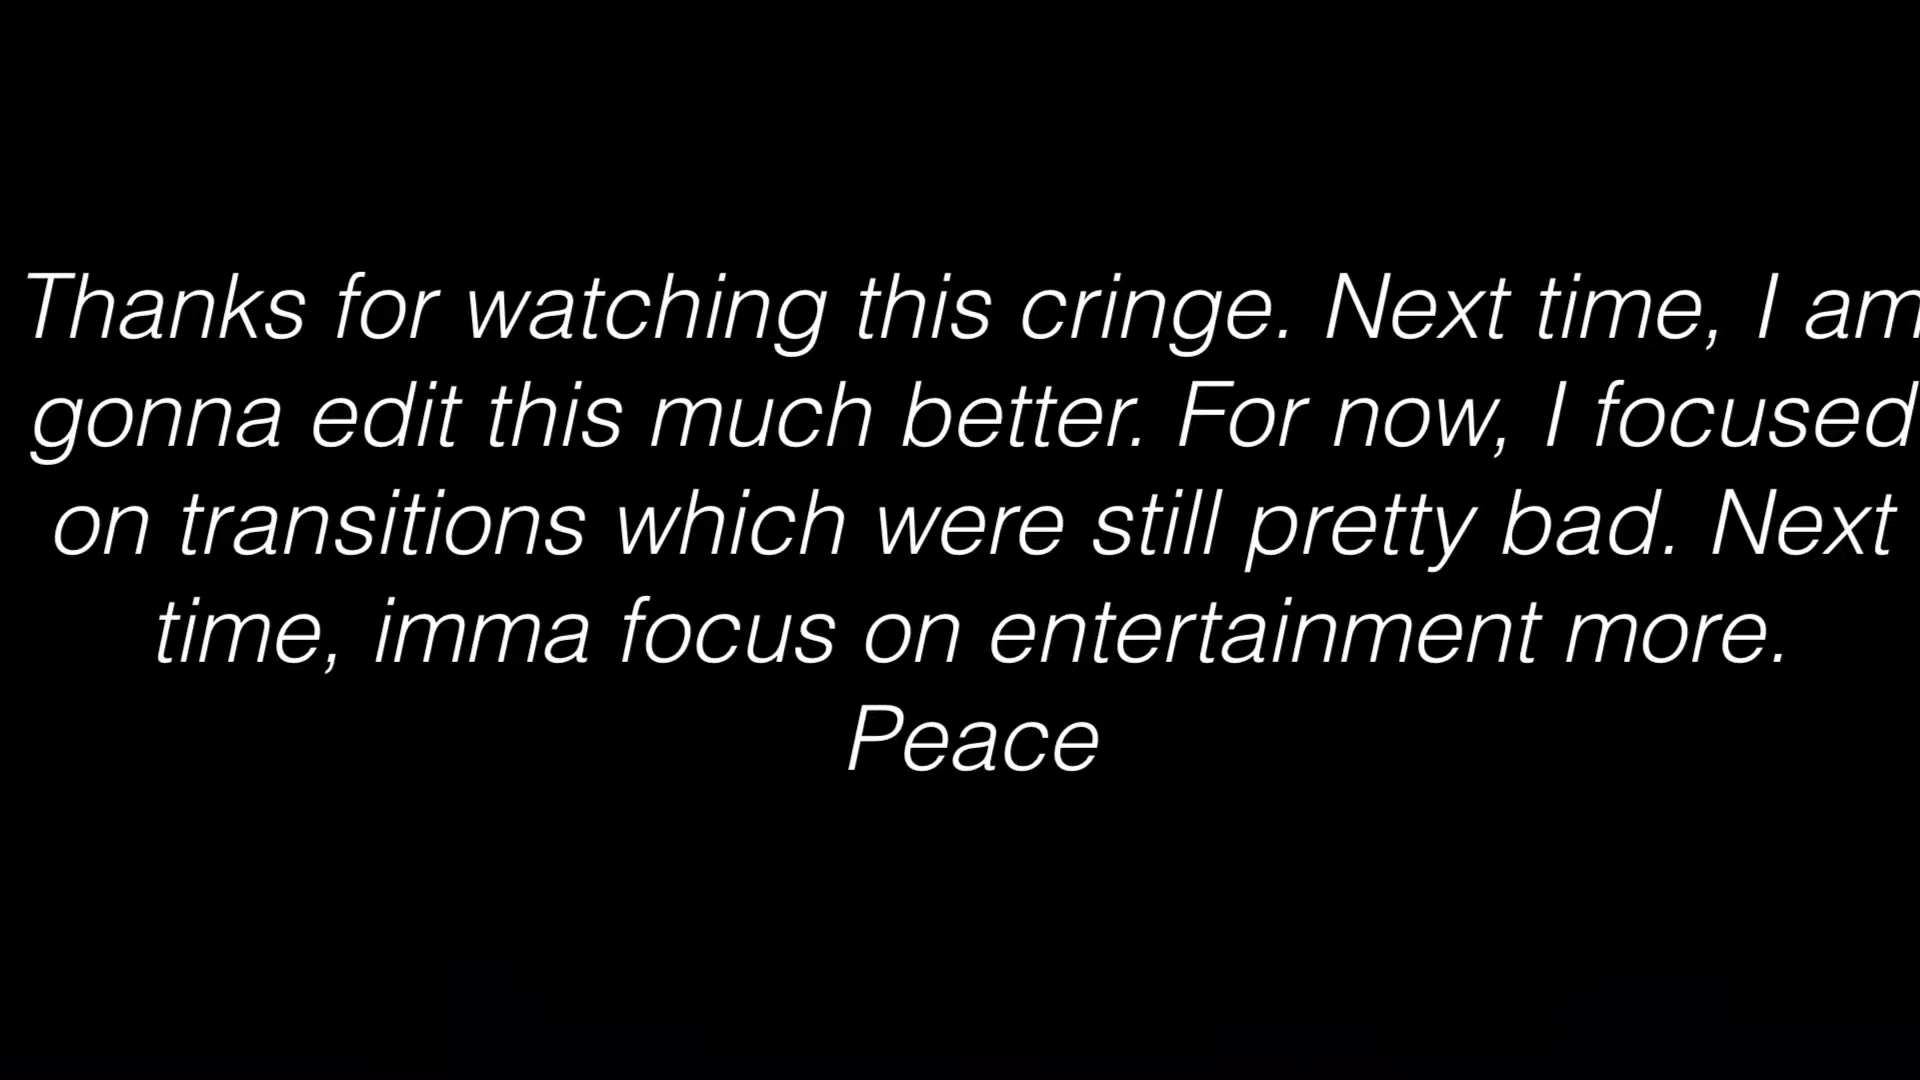 Thanks for watching this cringe. Next time, I am
gonna edit this much better. For now, I focused
on transitions which were still pretty bad. Next
time, imma focus on entertainment more.
Peace